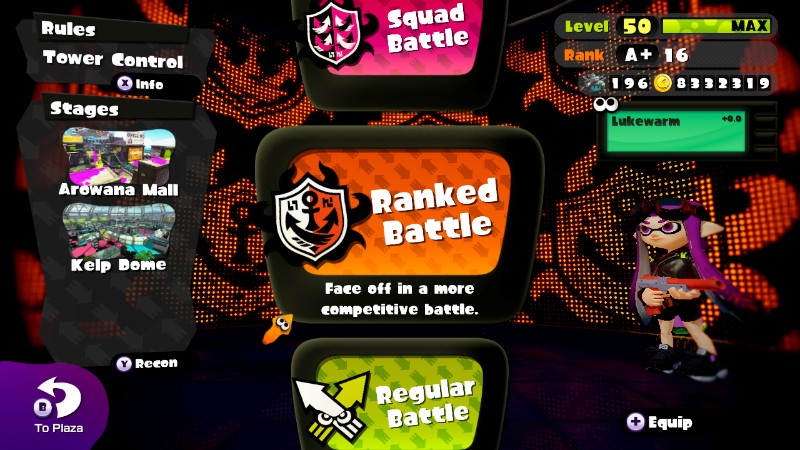 Rules
Tower Control
X Info
Stages
Arowana Mall
Kelp Dome
Y Recon
B
To Plaza
Squad
Battle
Ranked
Battle
Face off in a more
competitive battle.
Regular
Battle
Level 50 MAX
Rank A+ 16
196 8332319
Lukewarm +0.0
+ Equip